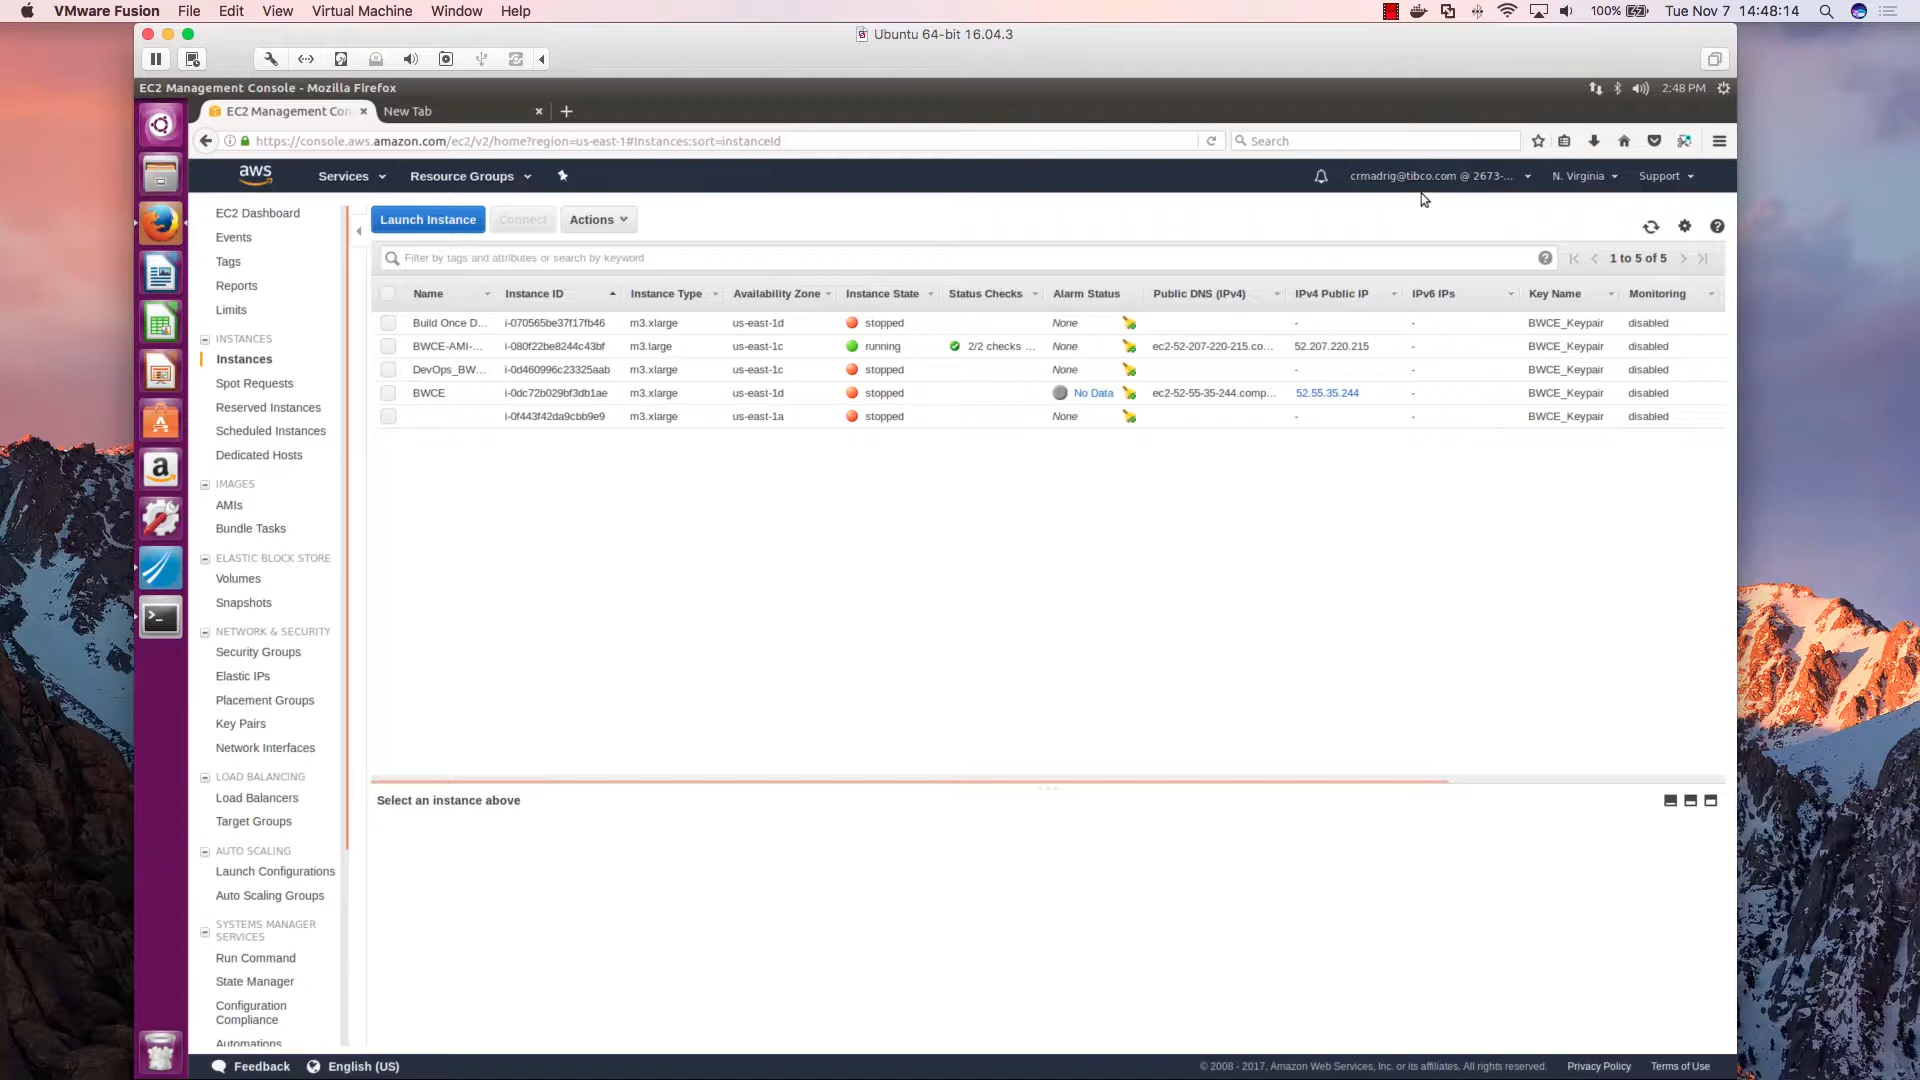 VMware Fusion File Edit View Virtual Machine Window Help 100% Tue Nov 7 14:48:14
Ubuntu 64-bit 16.04.3
EC2 Management Console - Mozilla Firefox 2:48 PM
EC2 Management Con New Tab
https://console.aws.amazon.com/ec2/v2/home?region=us-east-1#Instances:sort=instanceId Search
aws Services Resource Groups crmadrig@tibco.com @ 2673-... N. Virginia Support
EC2 Dashboard
Events
Tags
Reports
Limits
INSTANCES
Instances
Spot Requests
Reserved Instances
Scheduled Instances
Dedicated Hosts
IMAGES
AMIs
Bundle Tasks
ELASTIC BLOCK STORE
Volumes
Snapshots
NETWORK & SECURITY
Security Groups
Elastic IPs
Placement Groups
Key Pairs
Network Interfaces
LOAD BALANCING
Load Balancers
Target Groups
AUTO SCALING
Launch Configurations
Auto Scaling Groups
SYSTEMS MANAGER
SERVICES
Run Command
State Manager
Configuration
Compliance
Automations
Launch Instance Connect Actions
Filter by tags and attributes or search by keyword 1 to 5 of 5
Name Instance ID Instance Type Availability Zone Instance State Status Checks Alarm Status Public DNS (IPv4) IPv4 Public IP IPv6 IPs Key Name Monitoring
Build Once D... i-070565be37f17fb46 m3.xlarge us-east-1d stopped None - - BWCE_Keypair disabled
BWCE-AMI-... i-080f22be8244c43bf m3.large us-east-1c running 2/2 checks ... None ec2-52-207-220-215.co... 52.207.220.215 - BWCE_Keypair disabled
DevOps_BW... i-0d460996c23325aab m3.xlarge us-east-1c stopped None - - BWCE_Keypair disabled
BWCE i-0dc72b029bf3db1ae m3.xlarge us-east-1d stopped No Data ec2-52-55-35-244.comp... 52.55.35.244 - BWCE_Keypair disabled
i-0f443f42da9cbb9e9 m3.xlarge us-east-1a stopped None - - BWCE_Keypair disabled
Select an instance above
Feedback English (US) © 2008 - 2017, Amazon Web Services, Inc. or its affiliates. All rights reserved. Privacy Policy Terms of Use